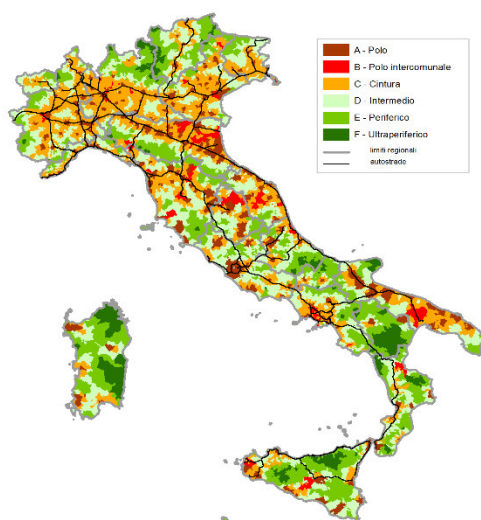 A - Polo
B - Polo intercomunale
C - Cintura
D - Intermedio
E - Periferico
F - Ultraperiferico
limiti regionali
autostrade